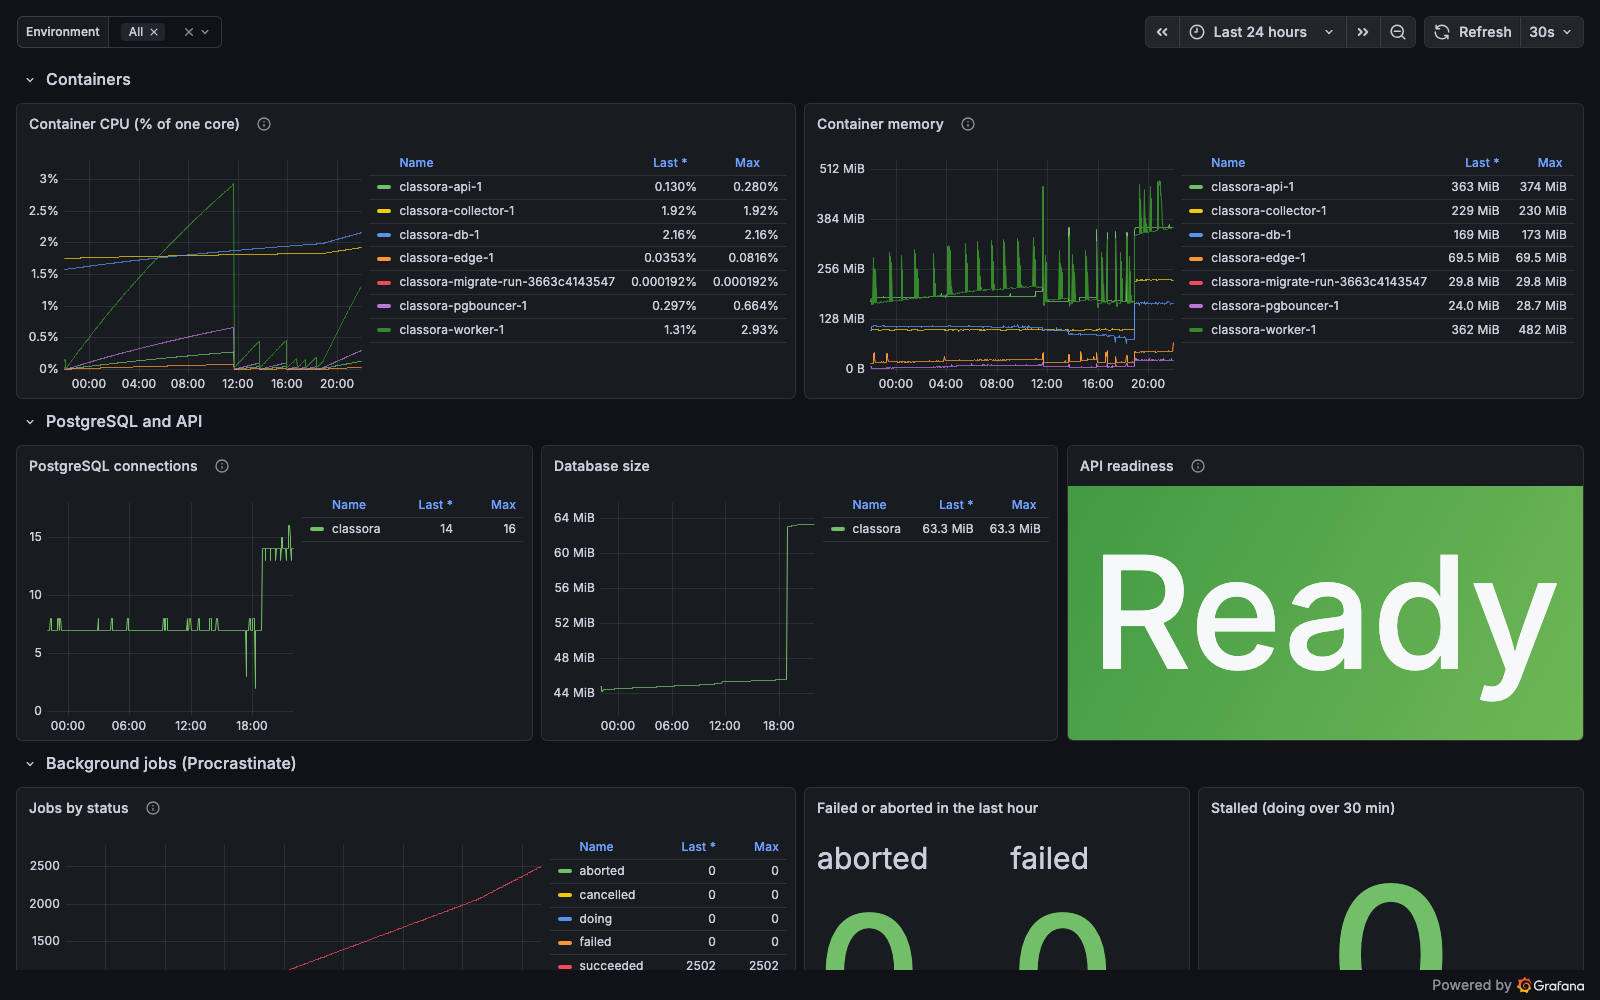 Environment All
Last 24 hours Refresh 30s
Containers
Container CPU (% of one core)
3%
2.5%
2%
1.5%
1%
0.5%
0%
00:00 04:00 08:00 12:00 16:00 20:00
Name Last * Max
classora-api-1 0.130% 0.280%
classora-collector-1 1.92% 1.92%
classora-db-1 2.16% 2.16%
classora-edge-1 0.0353% 0.0816%
classora-migrate-run-3663c4143547 0.000192% 0.000192%
classora-pgbouncer-1 0.297% 0.664%
classora-worker-1 1.31% 2.93%
Container memory
512 MiB
384 MiB
256 MiB
128 MiB
0 B
00:00 04:00 08:00 12:00 16:00 20:00
Name Last * Max
classora-api-1 363 MiB 374 MiB
classora-collector-1 229 MiB 230 MiB
classora-db-1 169 MiB 173 MiB
classora-edge-1 69.5 MiB 69.5 MiB
classora-migrate-run-3663c4143547 29.8 MiB 29.8 MiB
classora-pgbouncer-1 24.0 MiB 28.7 MiB
classora-worker-1 362 MiB 482 MiB
PostgreSQL and API
PostgreSQL connections
15
10
5
0
00:00 06:00 12:00 18:00
Name Last * Max
classora 14 16
Database size
64 MiB
60 MiB
56 MiB
52 MiB
48 MiB
44 MiB
00:00 06:00 12:00 18:00
Name Last * Max
classora 63.3 MiB 63.3 MiB
API readiness
Ready
Background jobs (Procrastinate)
Jobs by status
2500
2000
1500
Name Last * Max
aborted 0 0
cancelled 0 0
doing 0 0
failed 0 0
succeeded 2502 2502
Failed or aborted in the last hour
aborted failed
0 0
Stalled (doing over 30 min)
0
Powered by Grafana